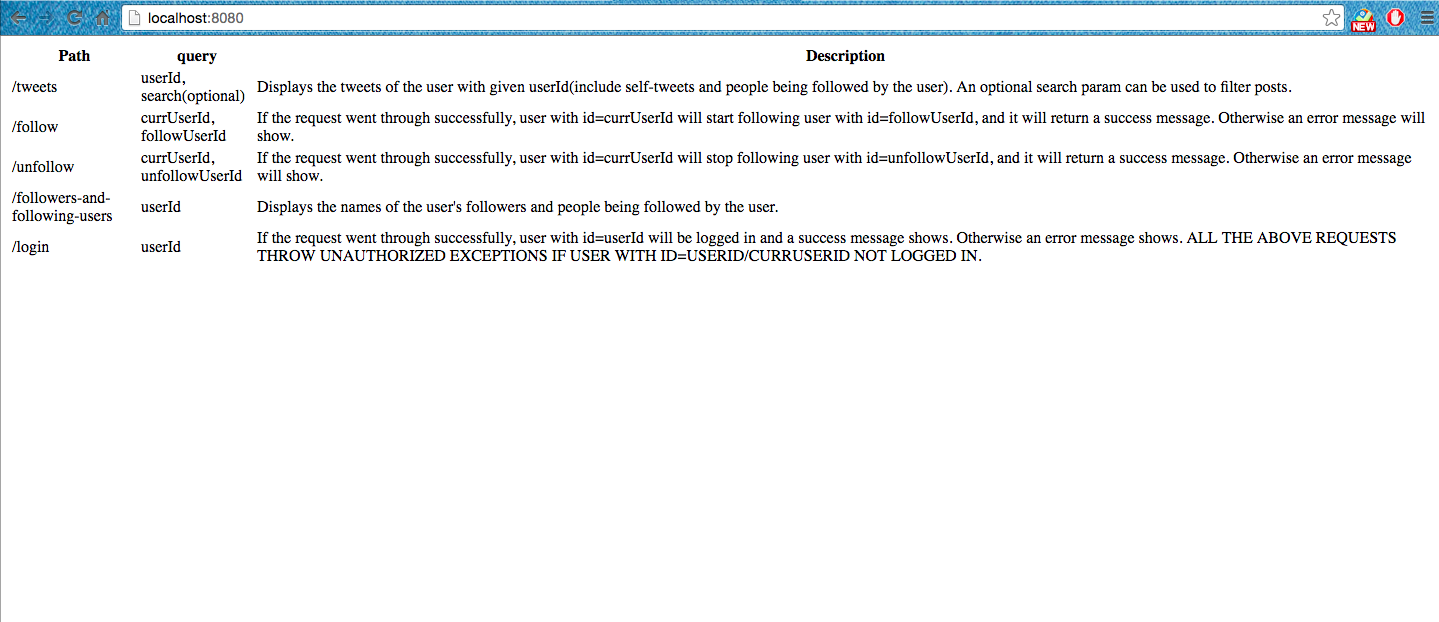 localhost:8080
NEW
Path query Description
/tweets
userId,
search(optional)
Displays the tweets of the user with given userId(include self-tweets and people being followed by the user). An optional search param can be used to filter posts.
/follow
currUserId,
followUserId
If the request went through successfully, user with id=currUserId will start following user with id=followUserId, and it will return a success message. Otherwise an error message will
show.
/unfollow
currUserId,
unfollowUserId
If the request went through successfully, user with id=currUserId will stop following user with id=unfollowUserId, and it will return a success message. Otherwise an error message
will show.
/followers-and-
following-users
userId
Displays the names of the user's followers and people being followed by the user.
/login
userId
If the request went through successfully, user with id=userId will be logged in and a success message shows. Otherwise an error message shows. ALL THE ABOVE REQUESTS
THROW UNAUTHORIZED EXCEPTIONS IF USER WITH ID=USERID/CURRUSERID NOT LOGGED IN.